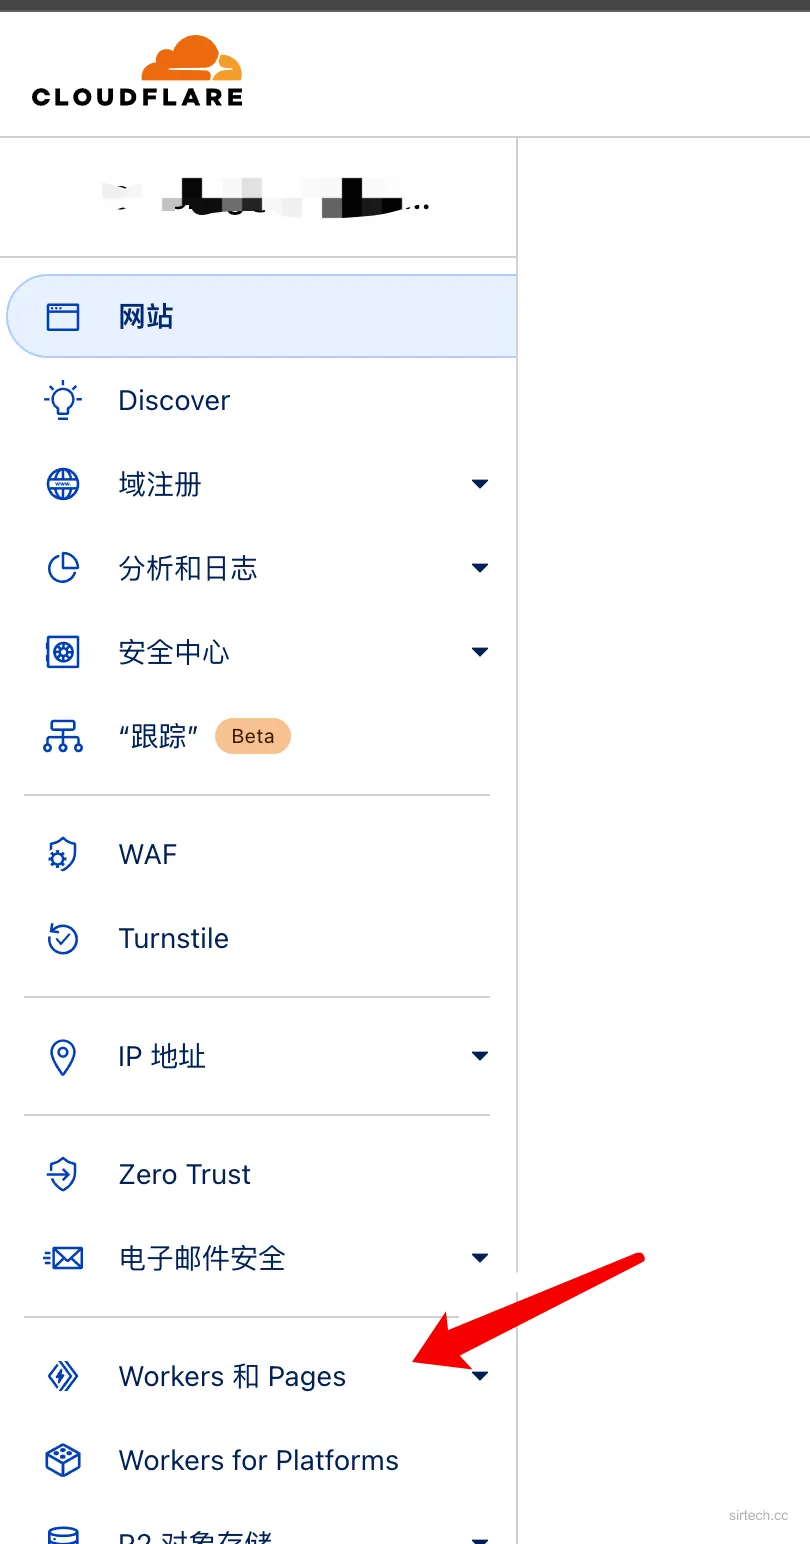 CLOUDFLARE
网站
Discover
域注册
分析和日志
安全中心
“跟踪” Beta
WAF
Turnstile
IP 地址
Zero Trust
电子邮件安全
Workers 和 Pages
Workers for Platforms
R2 对象存储
sirtech.cc